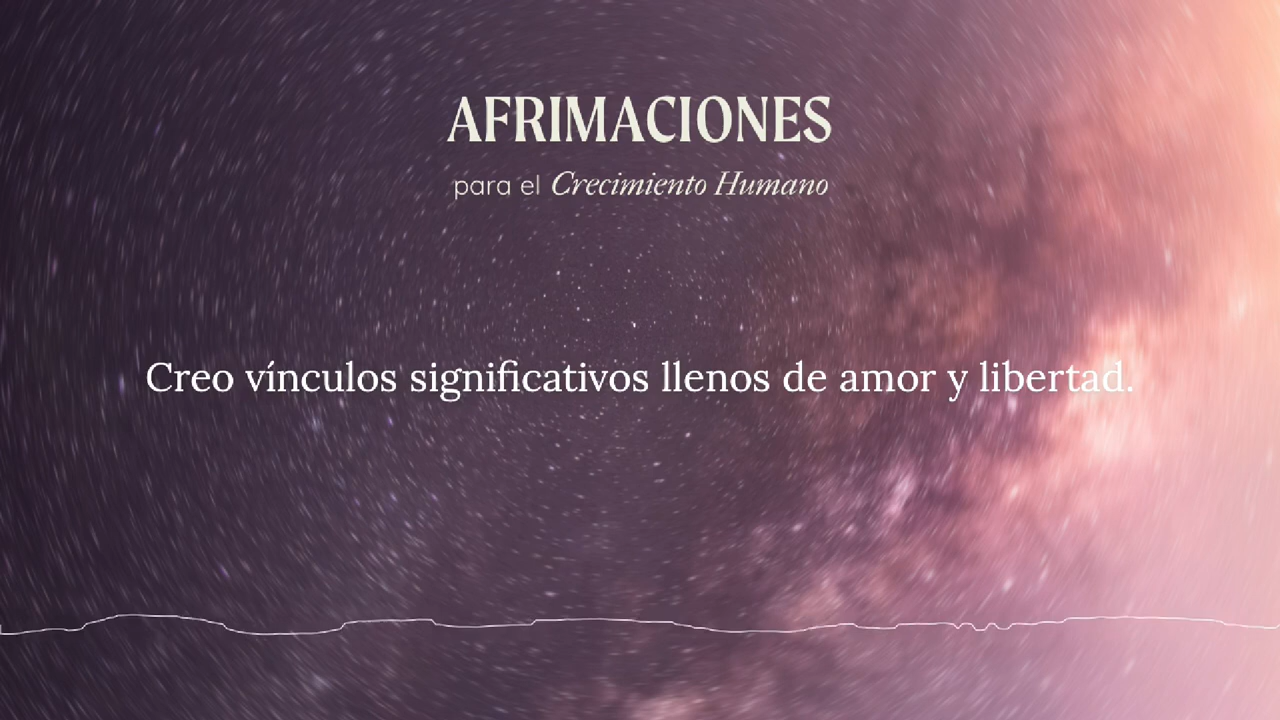 AFRIMACIONES
para el Crecimiento Humano
Creo vínculos significativos llenos de amor y libertad.